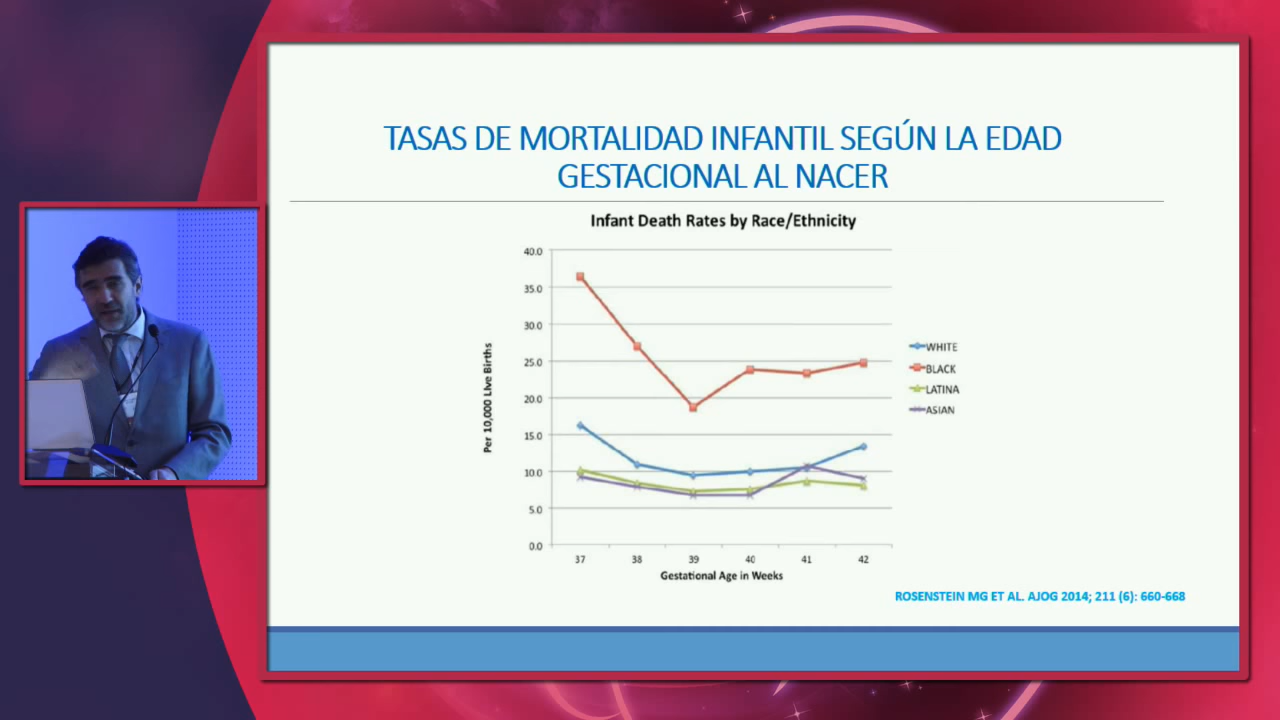 TASAS DE MORTALIDAD INFANTIL SEGÚN LA EDAD
GESTACIONAL AL NACER
Infant Death Rates by Race/Ethnicity
Per 10,000 Live Births
40.0
35.0
30.0
25.0
20.0
15.0
10.0
5.0
0.0
37 38 39 40 41 42
Gestational Age in Weeks
WHITE
BLACK
LATINA
ASIAN
ROSENSTEIN MG ET AL. AJOG 2014; 211 (6): 660-668